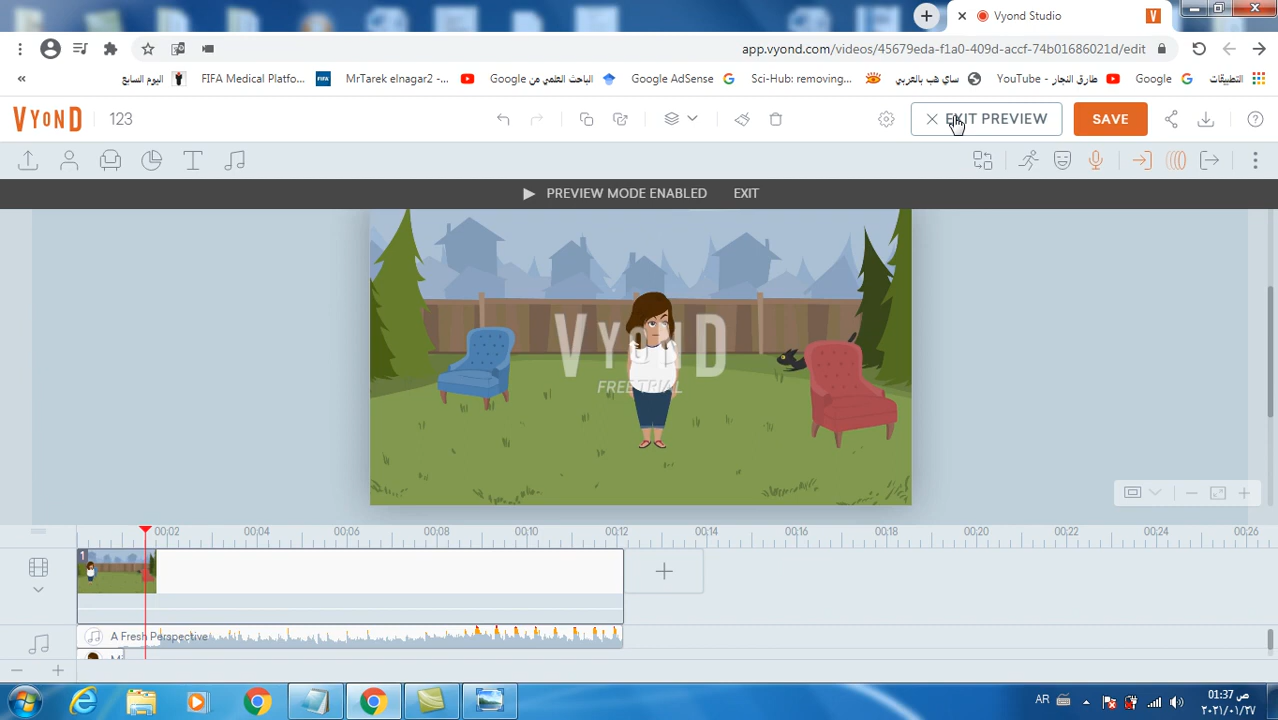 Vyond Studio
app.vyond.com/videos/45679eda-f1a0-409d-accf-74b01686021d/edit
« اليوم السابع FIFA Medical Platfo... MrTarek elnagar2 - ... الباحث العلمي من Google Google AdSense Sci-Hub: removing... ساي هب بالعربي طارق النجار - YouTube Google التطبيقات
VYOND 123 EXIT PREVIEW SAVE
PREVIEW MODE ENABLED EXIT
VYOND
FREE TRIAL
00:02 00:04 00:06 00:08 00:10 00:12 00:14 00:16 00:18 00:20 00:22 00:24 00:26
1
A Fresh Perspective
AR 01:37 ص
٢٠٢١/٠١/٢٧